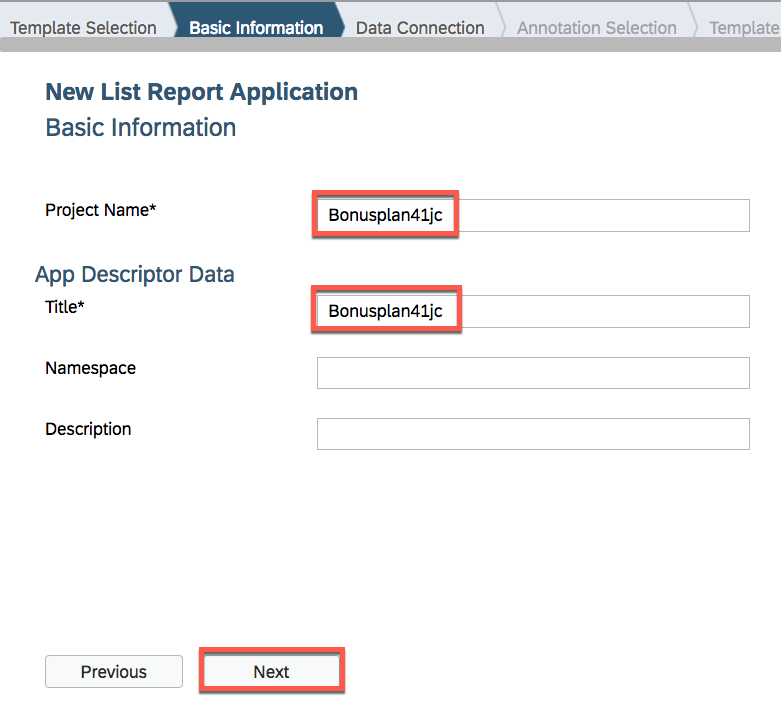 Template Selection Basic Information Data Connection Annotation Selection Template
New List Report Application
Basic Information
Project Name* Bonusplan41jc
App Descriptor Data
Title* Bonusplan41jc
Namespace
Description
Previous Next